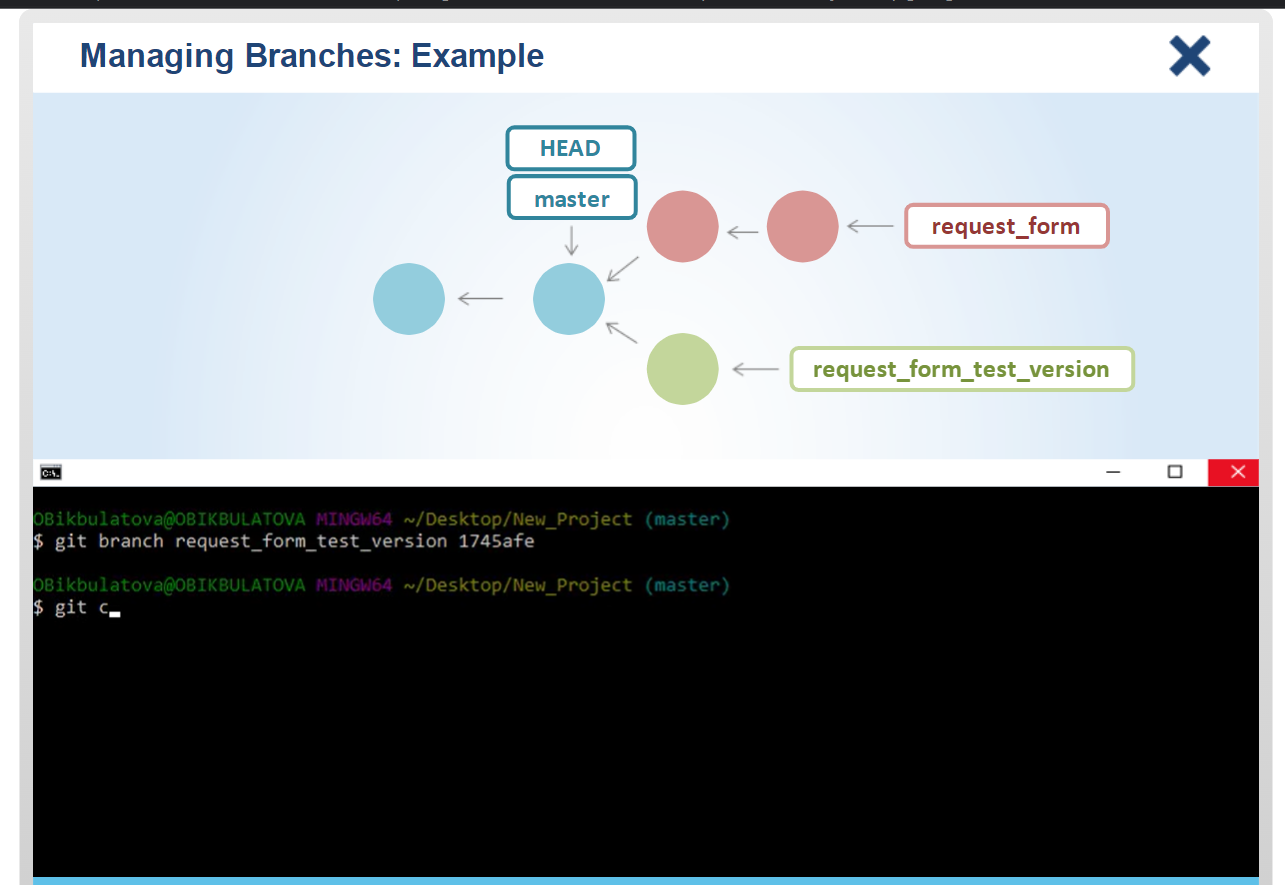 Managing Branches: Example
HEAD
master
request_form
request_form_test_version
C:\.
OBikbulatova@OBIKBULATOVA MINGW64 ~/Desktop/New_Project (master)
$ git branch request_form_test_version 1745afe
OBikbulatova@OBIKBULATOVA MINGW64 ~/Desktop/New_Project (master)
$ git c